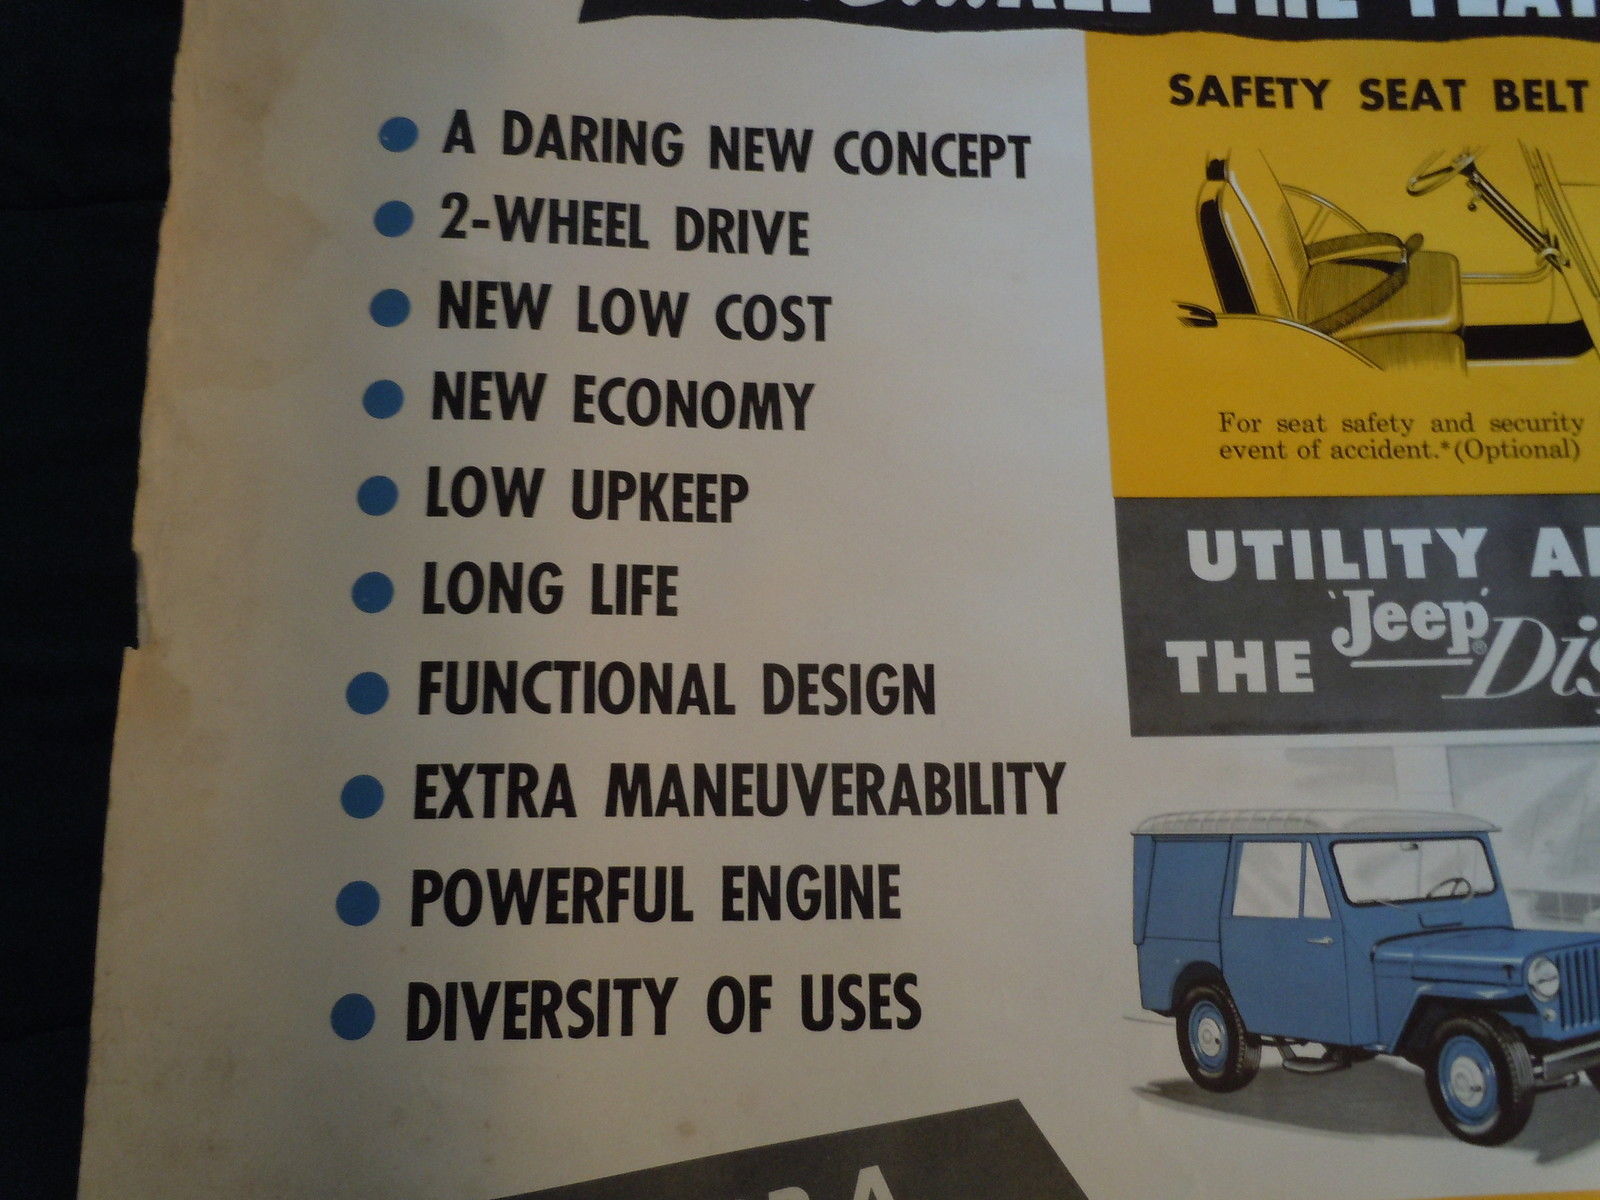 THE
A DARING NEW CONCEPT
2-WHEEL DRIVE
NEW LOW COST
NEW ECONOMY
LOW UPKEEP
LONG LIFE
FUNCTIONAL DESIGN
EXTRA MANEUVERABILITY
POWERFUL ENGINE
DIVERSITY OF USES
SAFETY SEAT BELT
For seat safety and security
event of accident.*(Optional)
UTILITY
THE 'Jeep'®